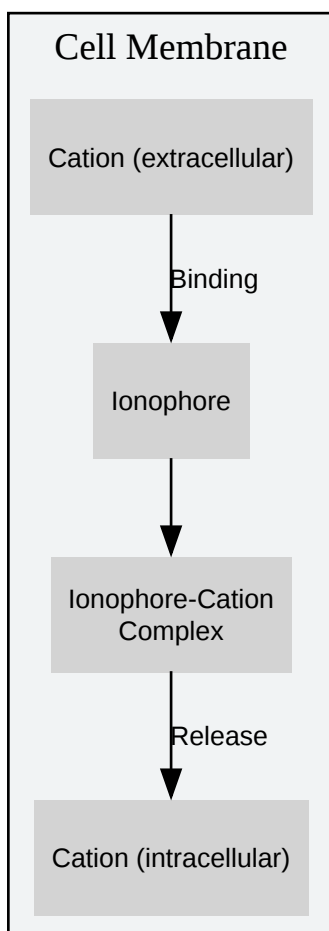 Cell Membrane
Cation (extracellular)
Binding
Ionophore
Ionophore-Cation
Complex
Release
Cation (intracellular)